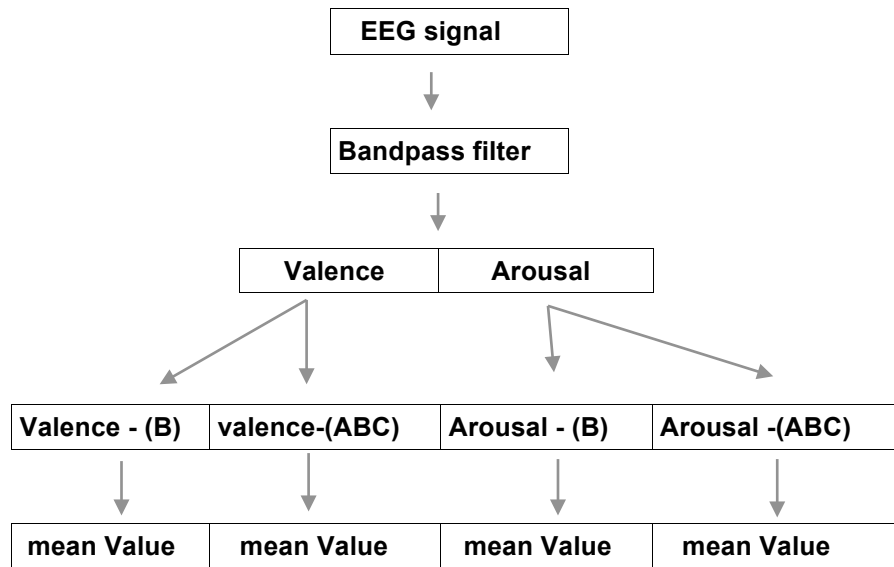 EEG signal
Bandpass filter
Valence Arousal
Valence - (B) valence-(ABC) Arousal - (B) Arousal -(ABC)
mean Value mean Value mean Value mean Value